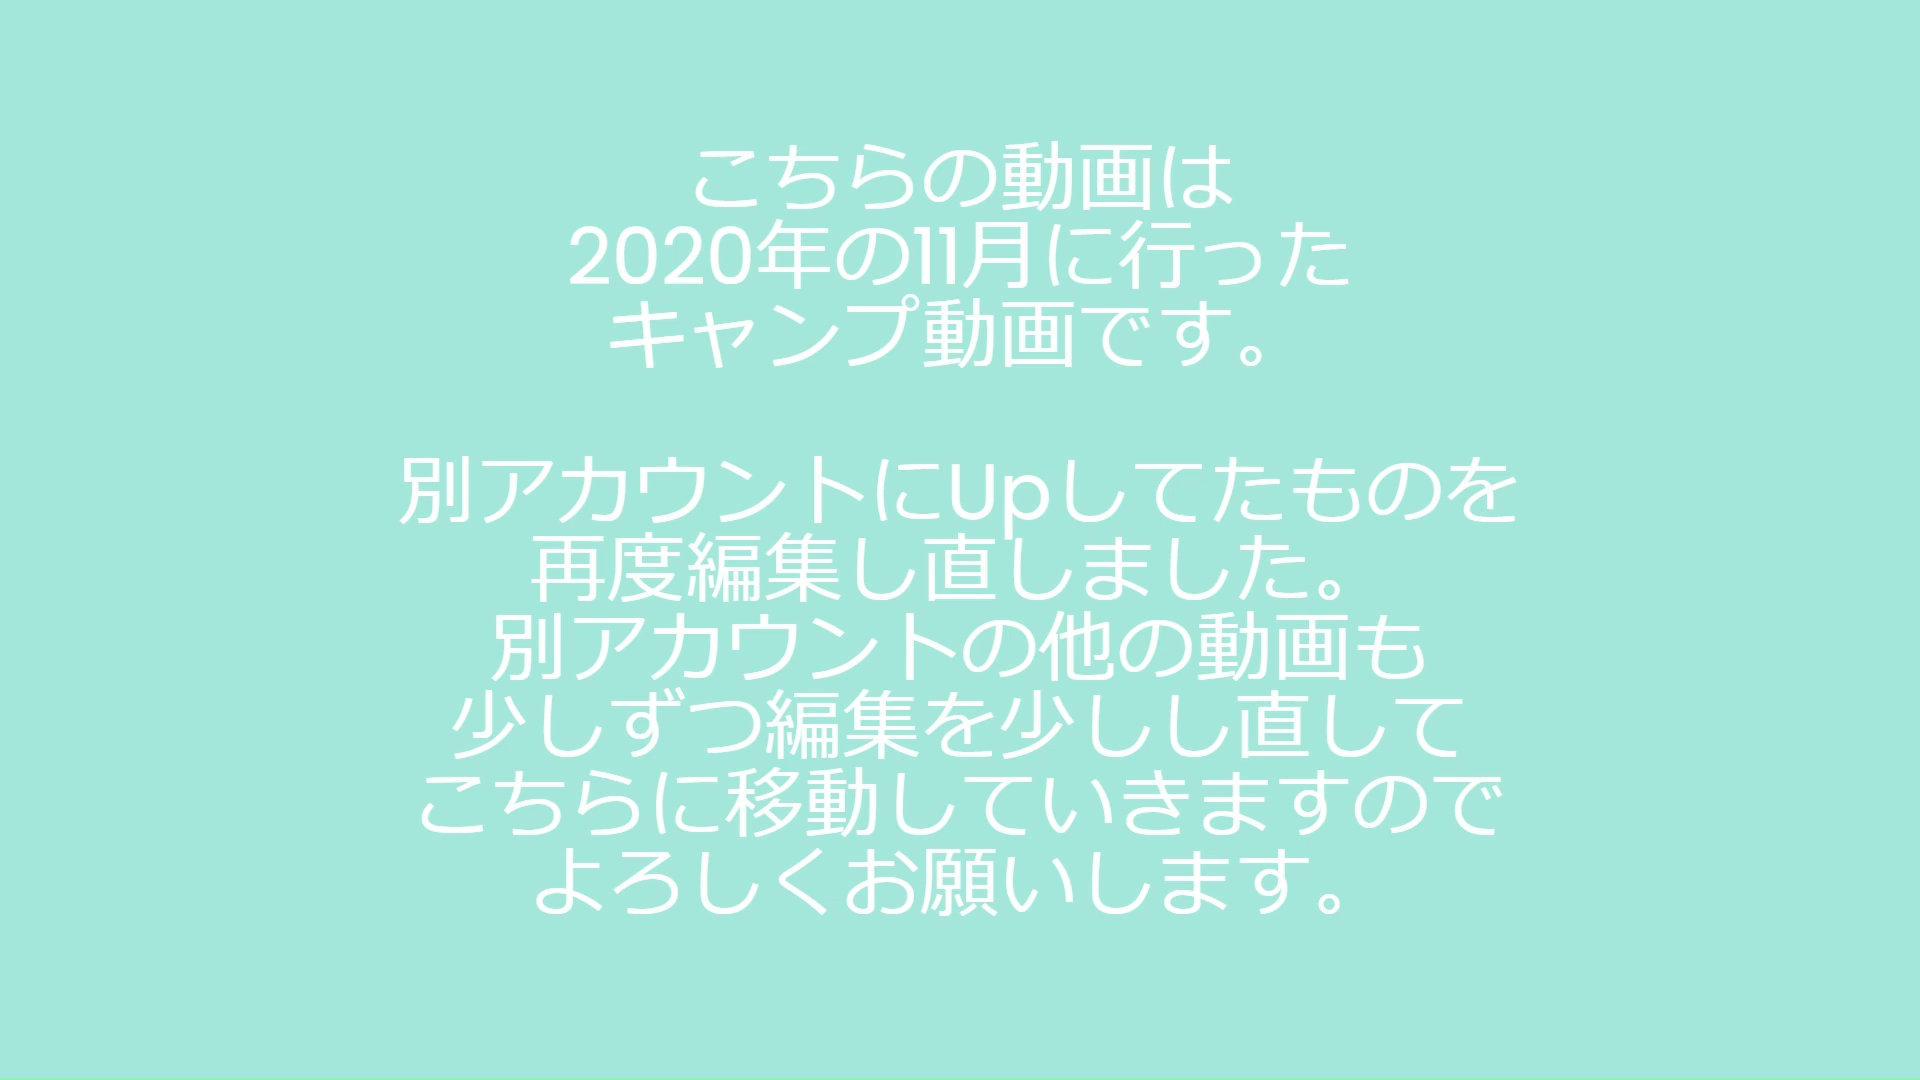 こちらの動画は
2020年の11月に行った
キャンプ動画です。
別アカウントにUpしてたものを
再度編集し直しました。
別アカウントの他の動画も
少しずつ編集を少しし直して
こちらに移動していきますので
よろしくお願いします。